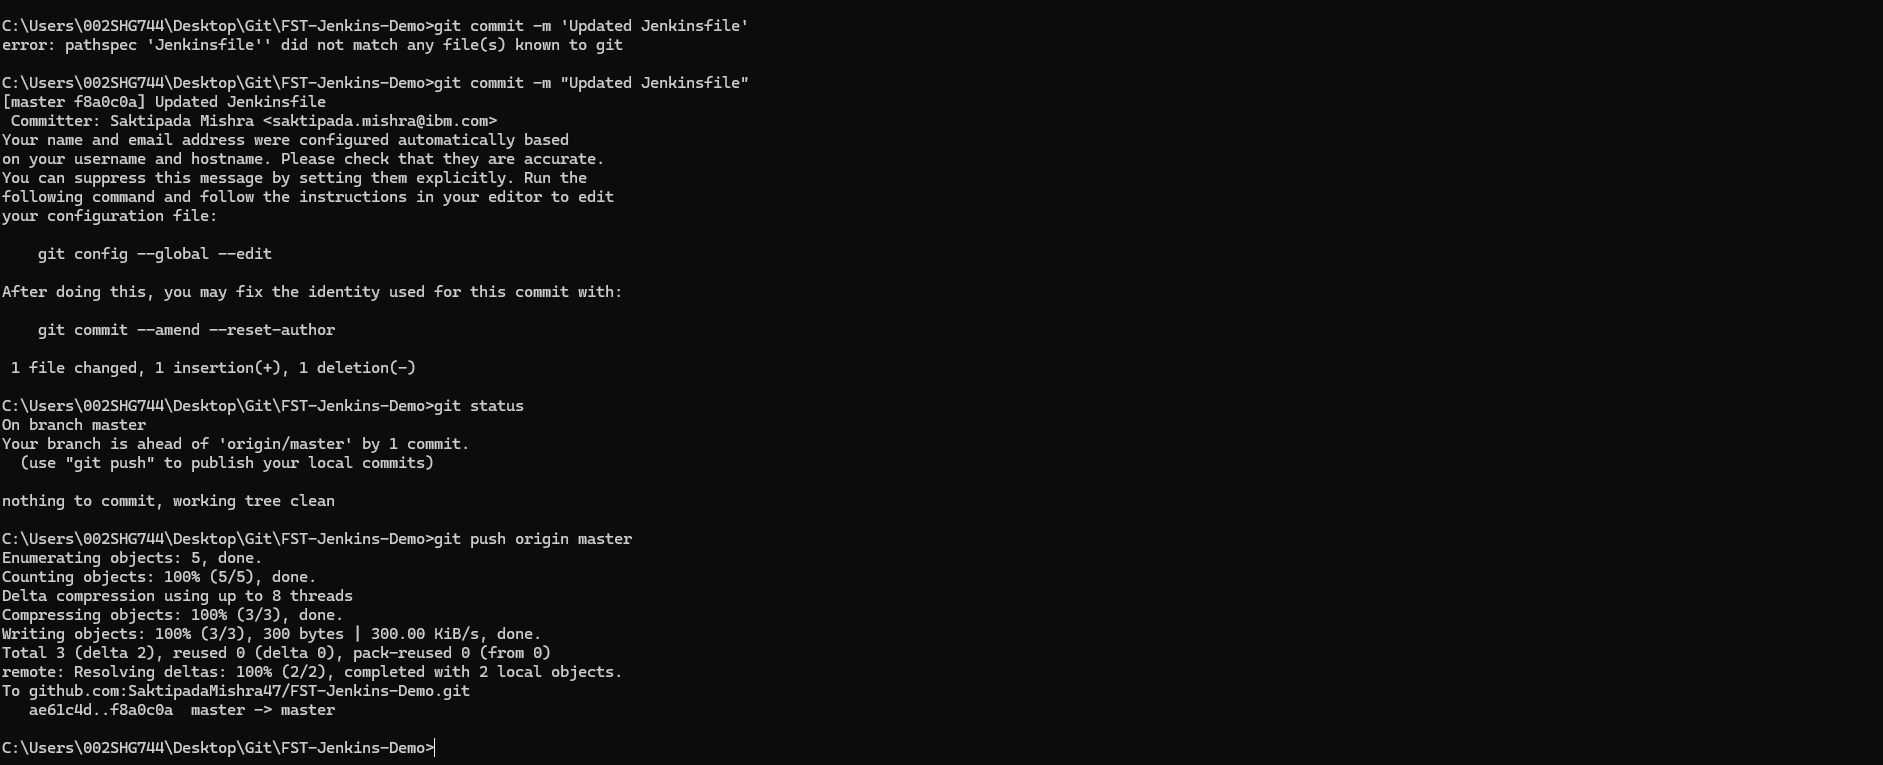 C:\Users\002SHG744\Desktop\Git\FST-Jenkins-Demo>git commit -m 'Updated Jenkinsfile'
error: pathspec 'Jenkinsfile'' did not match any file(s) known to git
C:\Users\002SHG744\Desktop\Git\FST-Jenkins-Demo>git commit -m "Updated Jenkinsfile"
[master f8a0c0a] Updated Jenkinsfile
 Committer: Saktipada Mishra <saktipada.mishra@ibm.com>
Your name and email address were configured automatically based
on your username and hostname. Please check that they are accurate.
You can suppress this message by setting them explicitly. Run the
following command and follow the instructions in your editor to edit
your configuration file:
    git config --global --edit
After doing this, you may fix the identity used for this commit with:
    git commit --amend --reset-author
 1 file changed, 1 insertion(+), 1 deletion(-)
C:\Users\002SHG744\Desktop\Git\FST-Jenkins-Demo>git status
On branch master
Your branch is ahead of 'origin/master' by 1 commit.
  (use "git push" to publish your local commits)
nothing to commit, working tree clean
C:\Users\002SHG744\Desktop\Git\FST-Jenkins-Demo>git push origin master
Enumerating objects: 5, done.
Counting objects: 100% (5/5), done.
Delta compression using up to 8 threads
Compressing objects: 100% (3/3), done.
Writing objects: 100% (3/3), 300 bytes | 300.00 KiB/s, done.
Total 3 (delta 2), reused 0 (delta 0), pack-reused 0 (from 0)
remote: Resolving deltas: 100% (2/2), completed with 2 local objects.
To github.com:SaktipadaMishra47/FST-Jenkins-Demo.git
   ae61c4d..f8a0c0a  master -> master
C:\Users\002SHG744\Desktop\Git\FST-Jenkins-Demo>